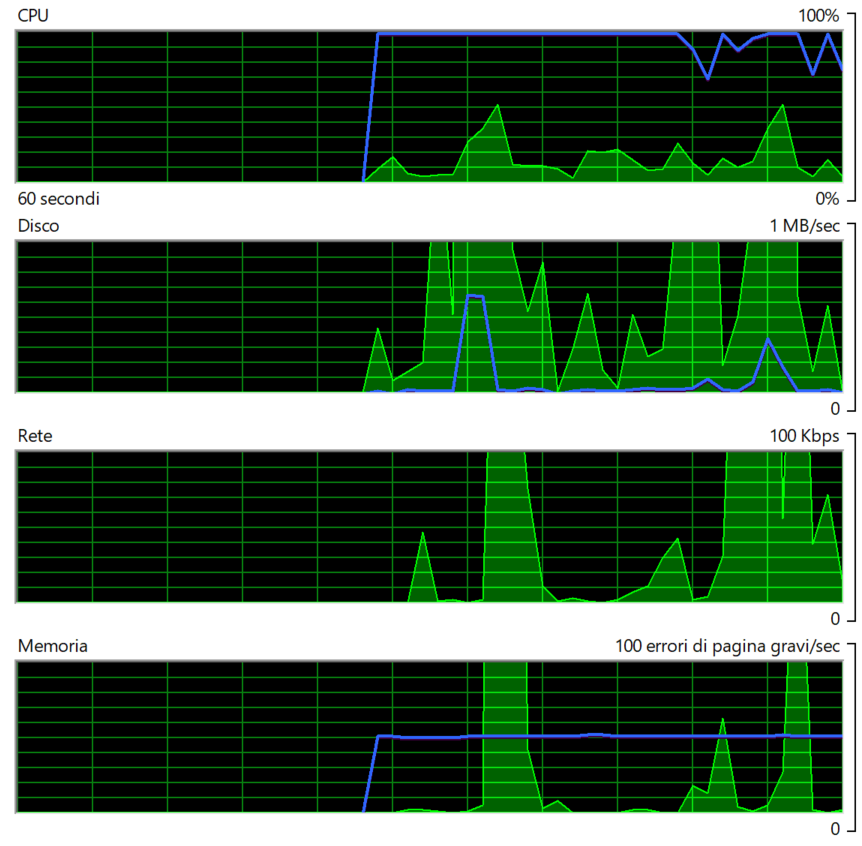 CPU 100%
60 secondi 0%
Disco 1 MB/sec
0
Rete 100 Kbps
0
Memoria 100 errori di pagina gravi/sec
0